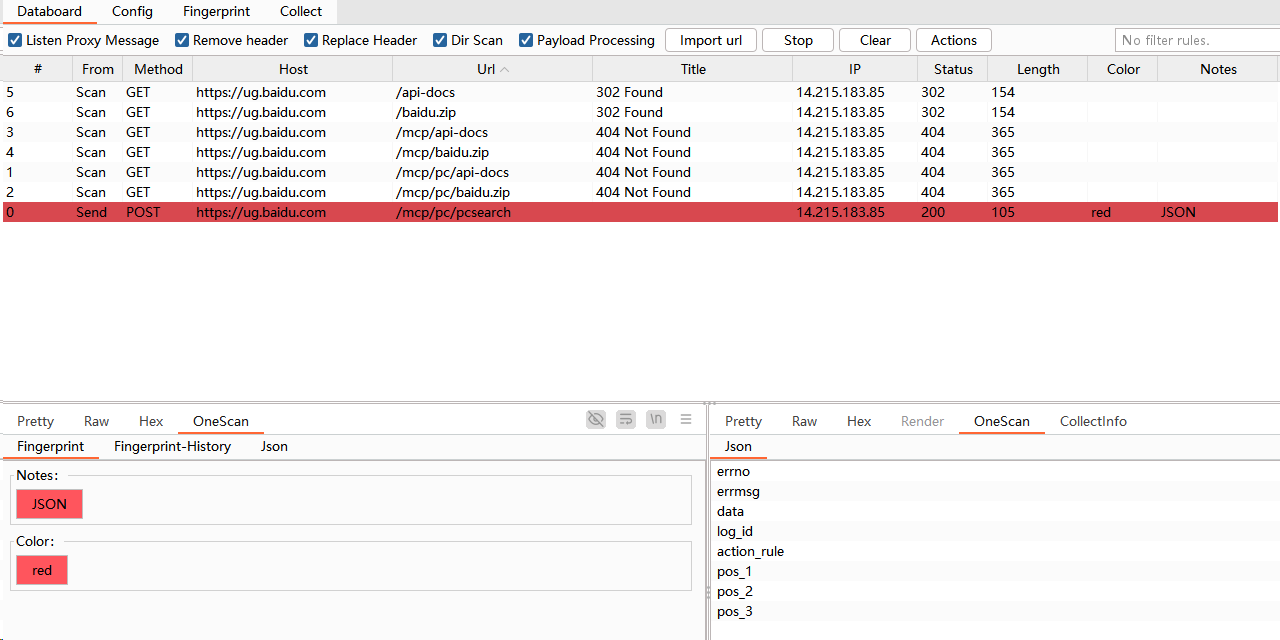 Databoard Config Fingerprint Collect
Listen Proxy Message Remove header Replace Header Dir Scan Payload Processing Import url Stop Clear Actions No filter rules.
# From Method Host Url Title IP Status Length Color Notes
5 Scan GET https://ug.baidu.com /api-docs 302 Found 14.215.183.85 302 154
6 Scan GET https://ug.baidu.com /baidu.zip 302 Found 14.215.183.85 302 154
3 Scan GET https://ug.baidu.com /mcp/api-docs 404 Not Found 14.215.183.85 404 365
4 Scan GET https://ug.baidu.com /mcp/baidu.zip 404 Not Found 14.215.183.85 404 365
1 Scan GET https://ug.baidu.com /mcp/pc/api-docs 404 Not Found 14.215.183.85 404 365
2 Scan GET https://ug.baidu.com /mcp/pc/baidu.zip 404 Not Found 14.215.183.85 404 365
0 Send POST https://ug.baidu.com /mcp/pc/pcsearch 14.215.183.85 200 105 red JSON
Pretty Raw Hex OneScan \n
Fingerprint Fingerprint-History Json
Notes:
JSON
Color:
red
Pretty Raw Hex Render OneScan CollectInfo
Json
errno
errmsg
data
log_id
action_rule
pos_1
pos_2
pos_3